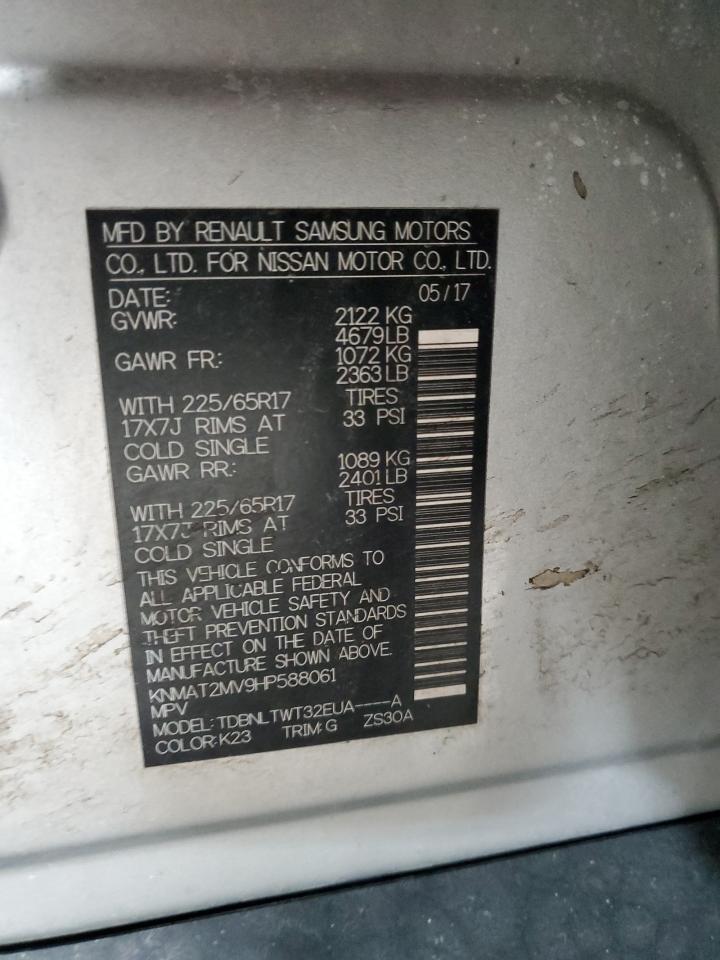 MFD BY RENAULT SAMSUNG MOTORS
CO., LTD. FOR NISSAN MOTOR CO., LTD.
DATE: 05/17
GVWR: 2122 KG
4679 LB
GAWR FR: 1072 KG
2363 LB
WITH 225/65R17 TIRES
17X7J RIMS AT 33 PSI
COLD SINGLE
GAWR RR: 1089 KG
2401 LB
WITH 225/65R17 TIRES
17X7J RIMS AT 33 PSI
COLD SINGLE
THIS VEHICLE CONFORMS TO
ALL APPLICABLE FEDERAL
MOTOR VEHICLE SAFETY AND
THEFT PREVENTION STANDARDS
IN EFFECT ON THE DATE OF
MANUFACTURE SHOWN ABOVE.
KNMAT2MV9HP588061
MPV
MODEL: TDBNLTWT32EUA----A
COLOR: K23 TRIM: G ZS30A